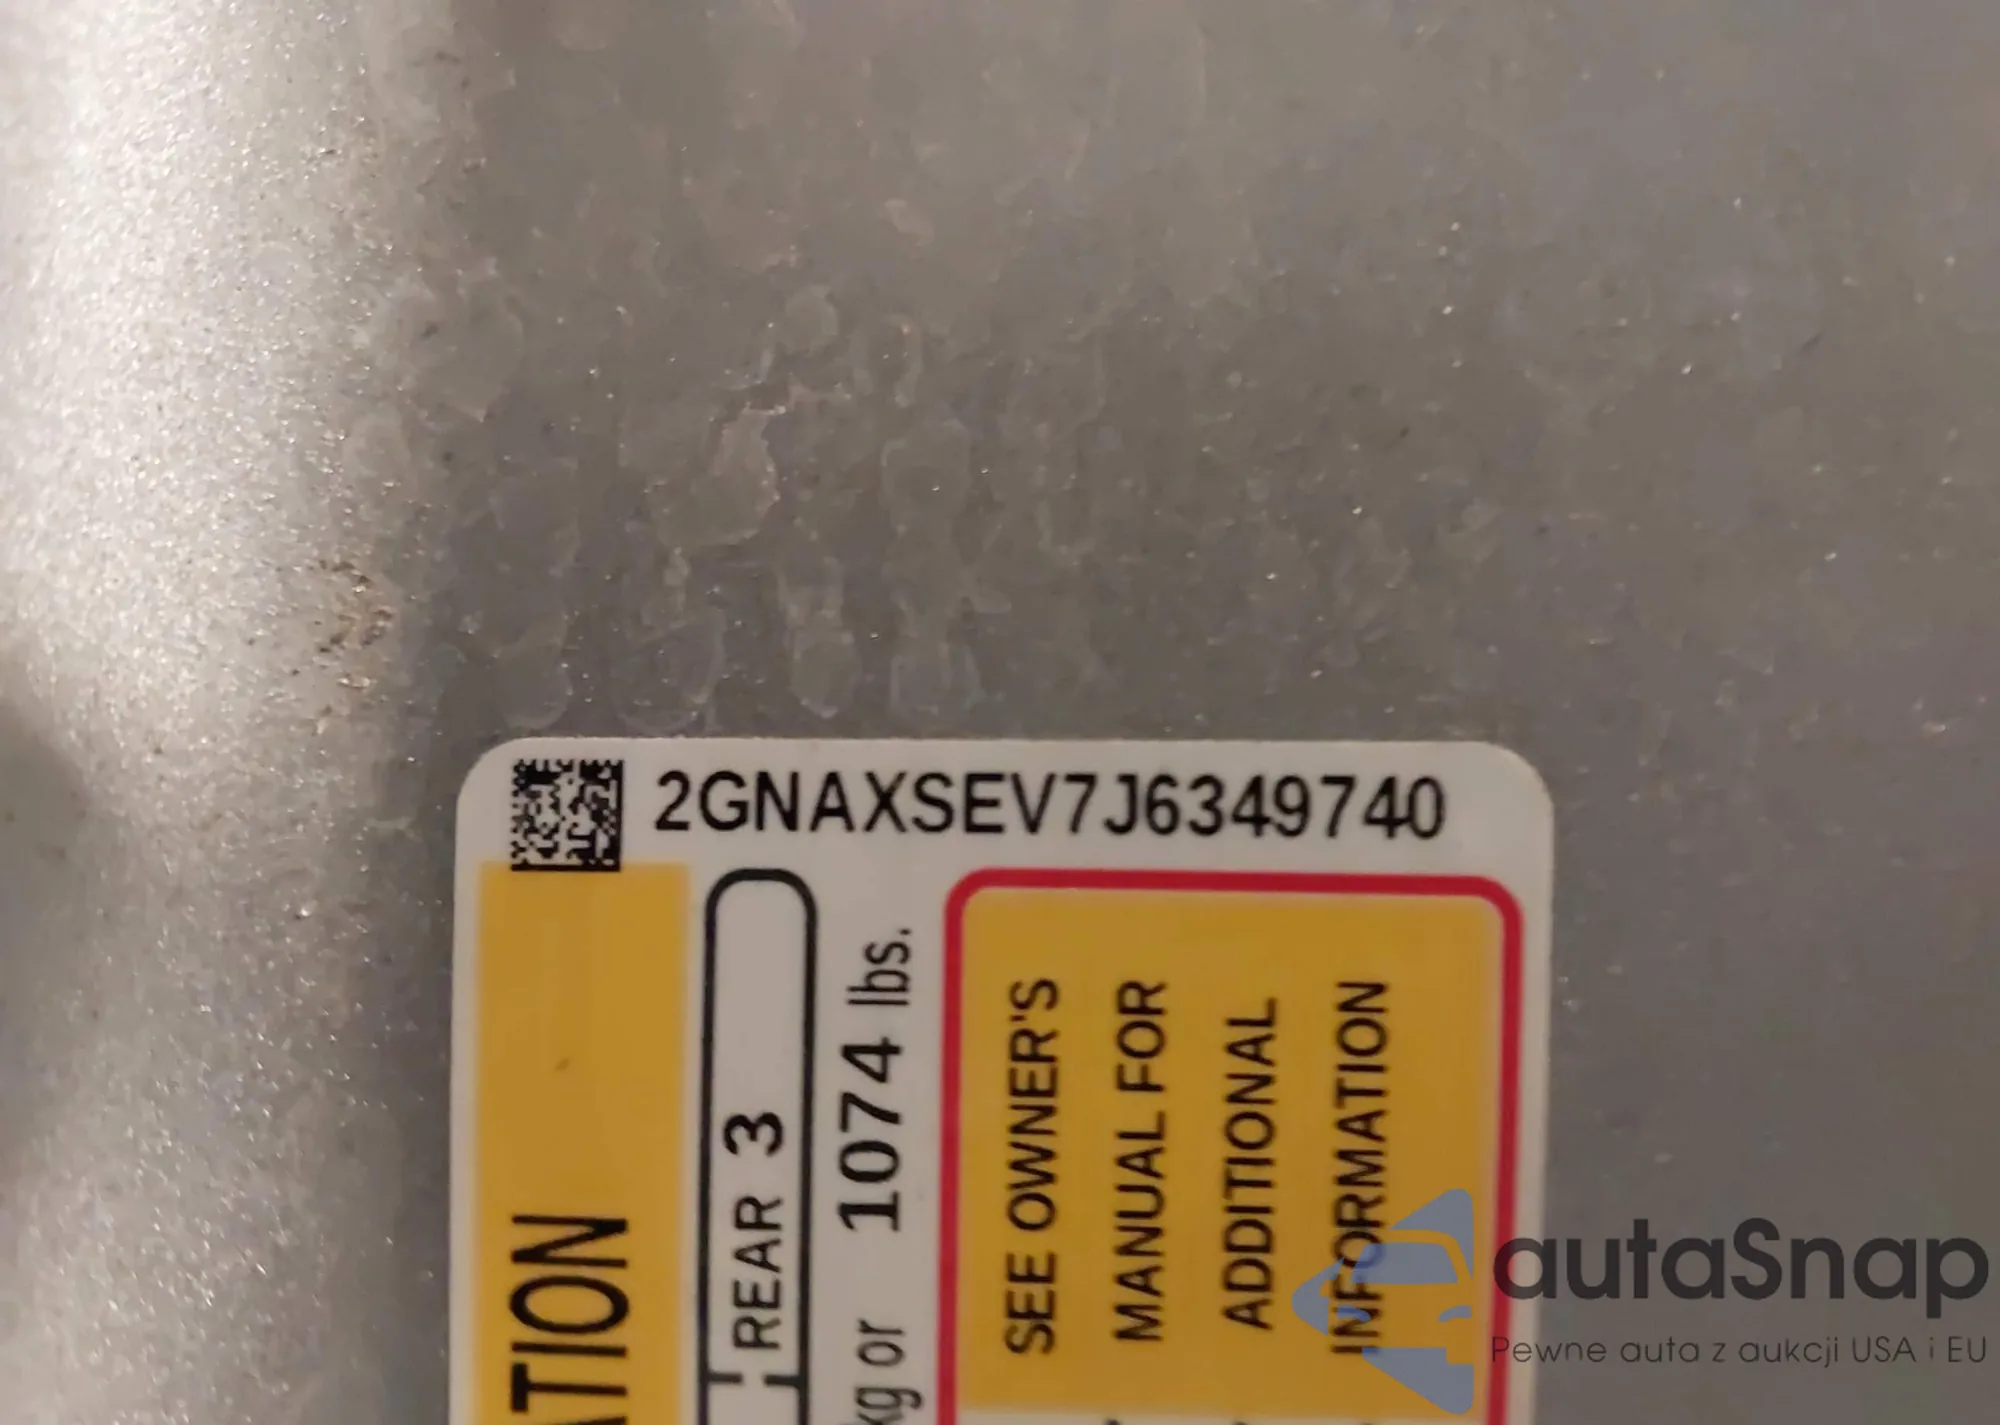 2GNAXSEV7J6349740
ATION
REAR 3
kg or 1074 lbs.
SEE OWNER'S
MANUAL FOR
ADDITIONAL
INFORMATION
autaSnap
Pewne auta z aukcji USA i EU